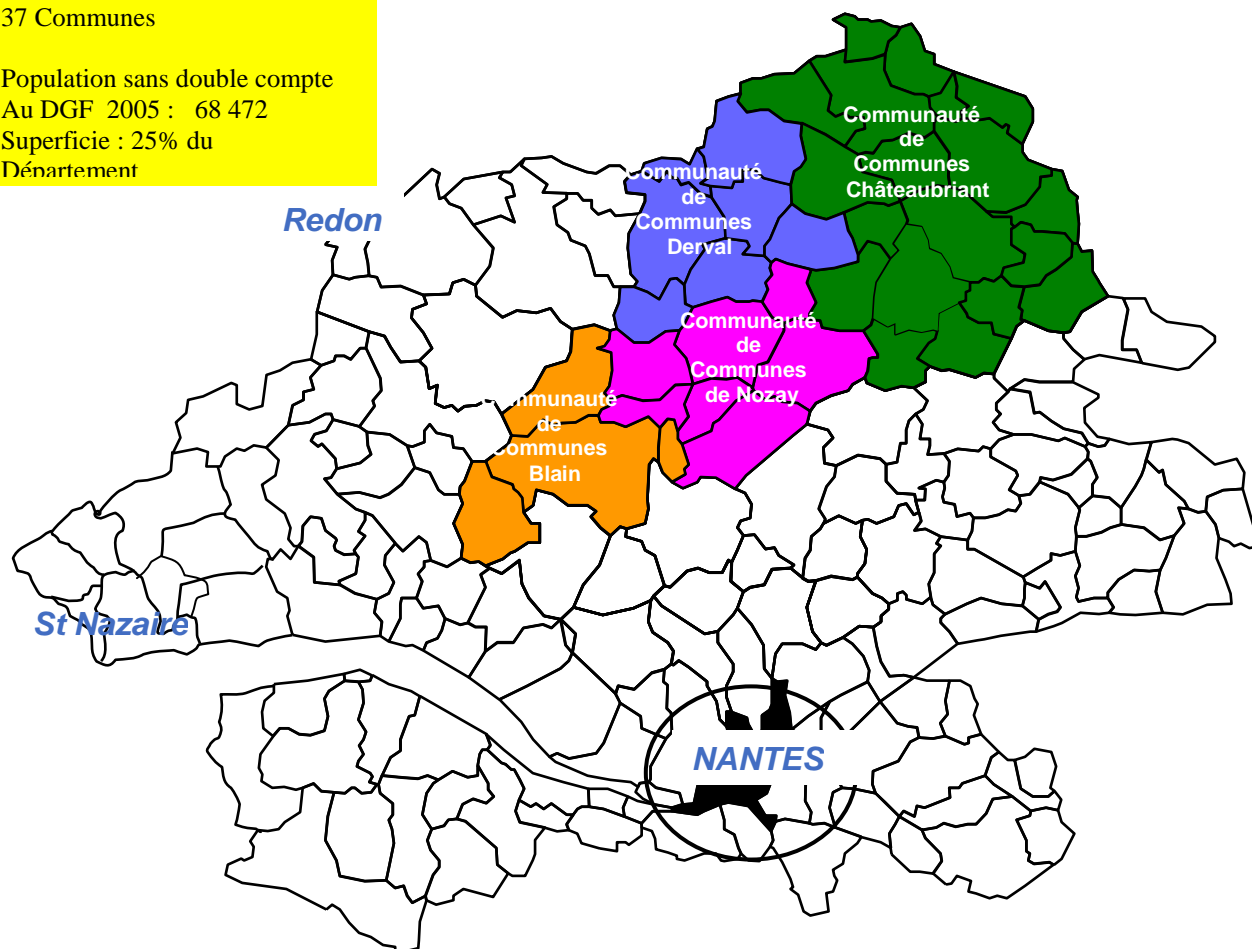 37 Communes
Population sans double compte
Au DGF 2005 : 68 472
Superficie : 25% du
Département
Communauté
de
Communes
Châteaubriant
Communauté
de
Communes
Derval
Redon
Communauté
de
Communes
de Nozay
Communauté
de
Communes
Blain
St Nazaire
NANTES